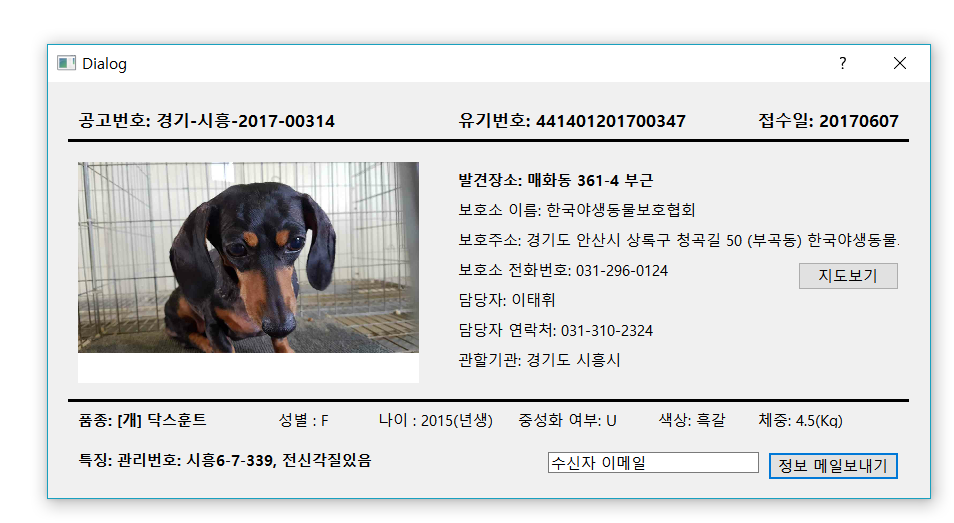 Dialog
공고번호: 경기-시흥-2017-00314 유기번호: 441401201700347 접수일: 20170607
발견장소: 매화동 361-4 부근
보호소 이름: 한국야생동물보호협회
보호주소: 경기도 안산시 상록구 청곡길 50 (부곡동) 한국야생동물
보호소 전화번호: 031-296-0124
지도보기
담당자: 이태휘
담당자 연락처: 031-310-2324
관할기관: 경기도 시흥시
품종: [개] 닥스훈트 성별 : F 나이 : 2015(년생) 중성화 여부: U 색상: 흑갈 체중: 4.5(Kg)
특징: 관리번호: 시흥6-7-339, 전신각질있음
수신자 이메일 정보 메일보내기